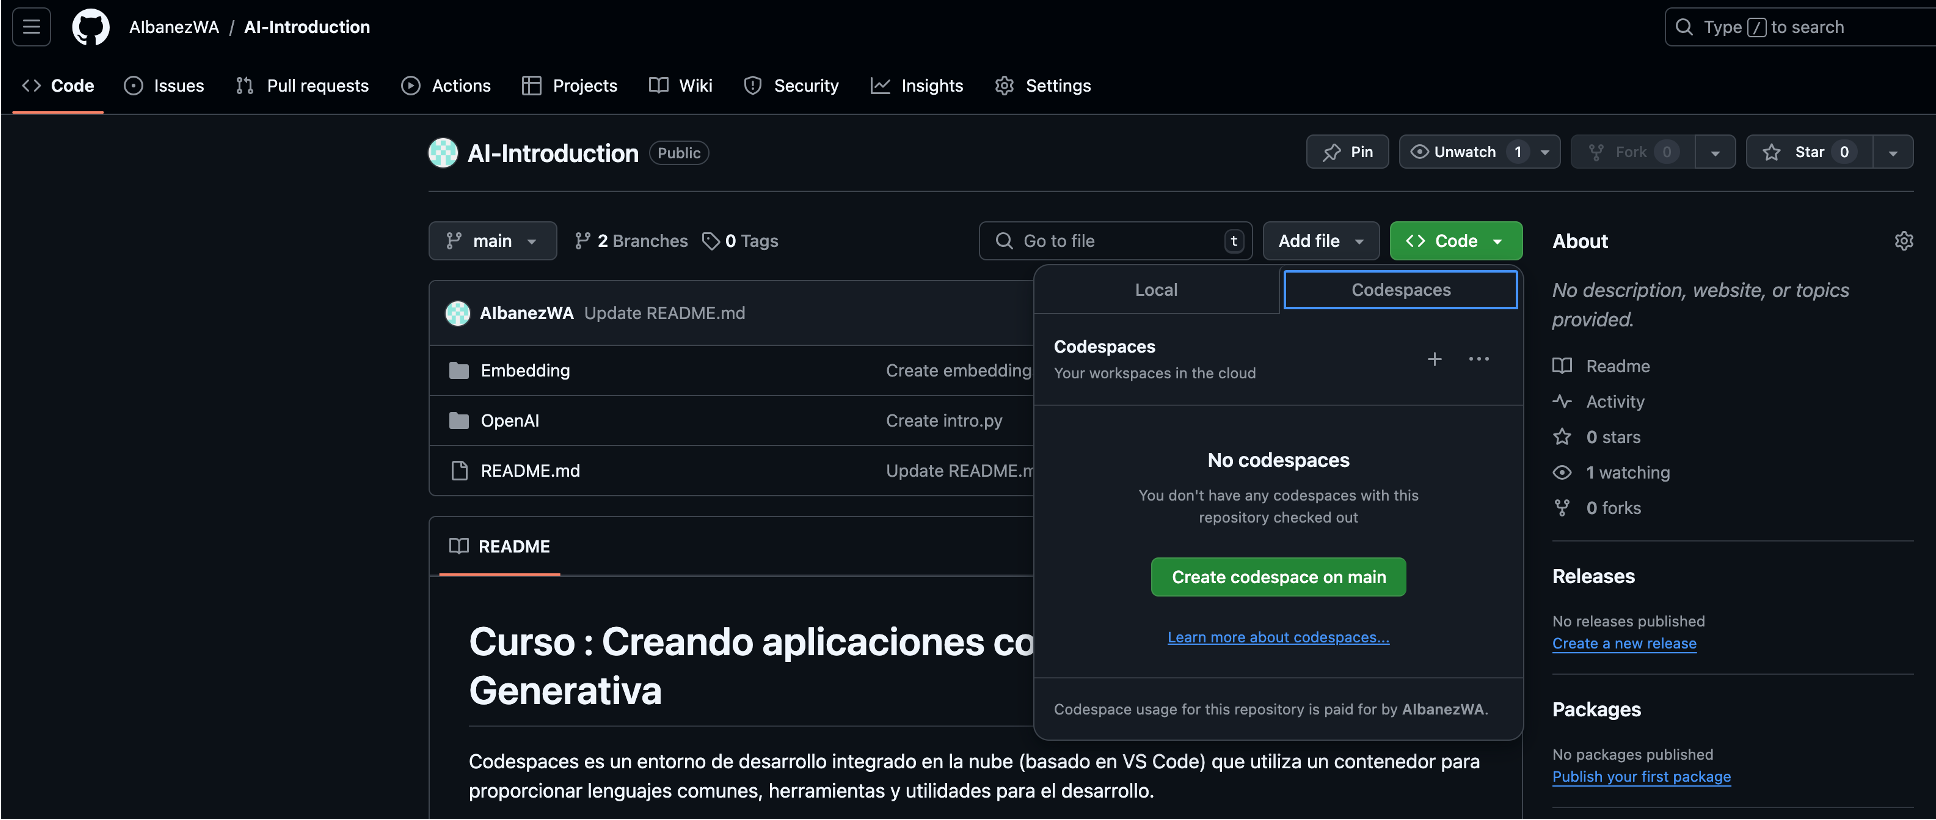 AlbanezWA / AI-Introduction
Type / to search
Code Issues Pull requests Actions Projects Wiki Security Insights Settings
AI-Introduction Public
Pin Unwatch 1 Fork 0 Star 0
main 2 Branches 0 Tags
Go to file t
Add file
Code
AlbanezWA Update README.md
Embedding Create embedding
OpenAI Create intro.py
README.md Update README.m
Local Codespaces
Codespaces
Your workspaces in the cloud
No codespaces
You don't have any codespaces with this
repository checked out
Create codespace on main
Learn more about codespaces...
Codespace usage for this repository is paid for by AlbanezWA.
README
Curso : Creando aplicaciones co
Generativa
Codespaces es un entorno de desarrollo integrado en la nube (basado en VS Code) que utiliza un contenedor para
proporcionar lenguajes comunes, herramientas y utilidades para el desarrollo.
About
No description, website, or topics
provided.
Readme
Activity
0 stars
1 watching
0 forks
Releases
No releases published
Create a new release
Packages
No packages published
Publish your first package